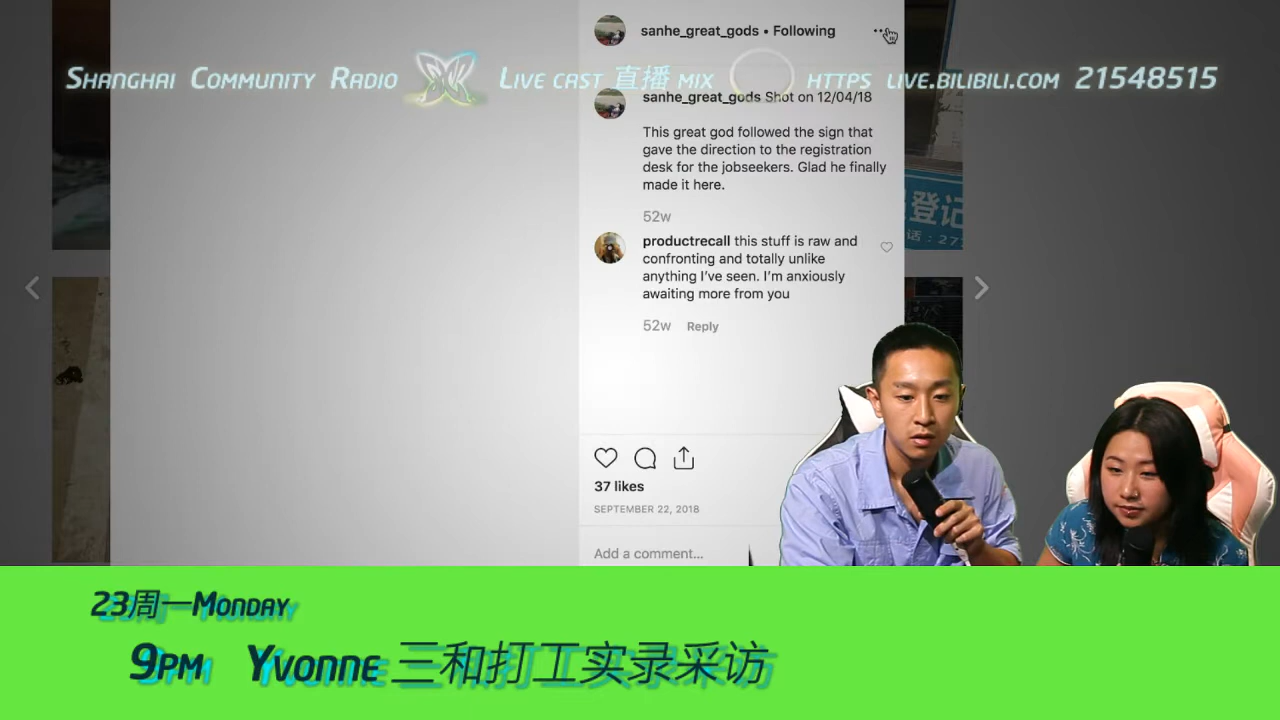 sanhe_great_gods • Following
Shanghai Community Radio Live cast 直播 mix https live.bilibili.com 21548515
sanhe_great_gods Shot on 12/04/18
This great god followed the sign that
gave the direction to the registration
desk for the jobseekers. Glad he finally
made it here.
52w
productrecall this stuff is raw and
confronting and totally unlike
anything I've seen. I'm anxiously
awaiting more from you
52w Reply
登记
话：27
37 likes
SEPTEMBER 22, 2018
Add a comment...
23周一Monday
9pm Yvonne 三和打工实录采访